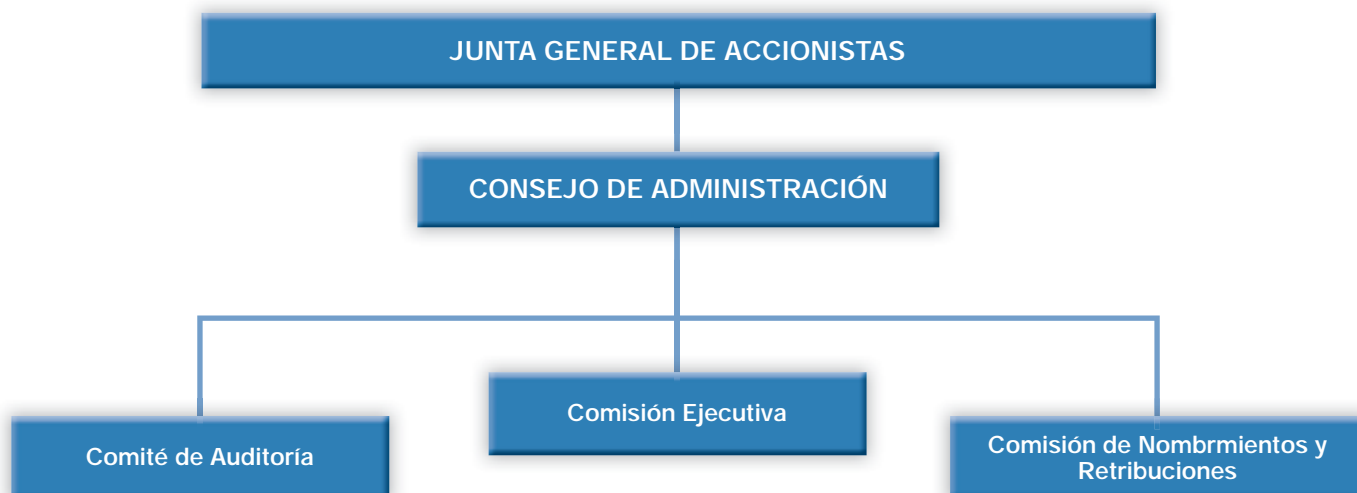 JUNTA GENERAL DE ACCIONISTAS
CONSEJO DE ADMINISTRACIÓN
Comisión Ejecutiva
Comité de Auditoría
Comisión de Nombrmientos y
Retribuciones